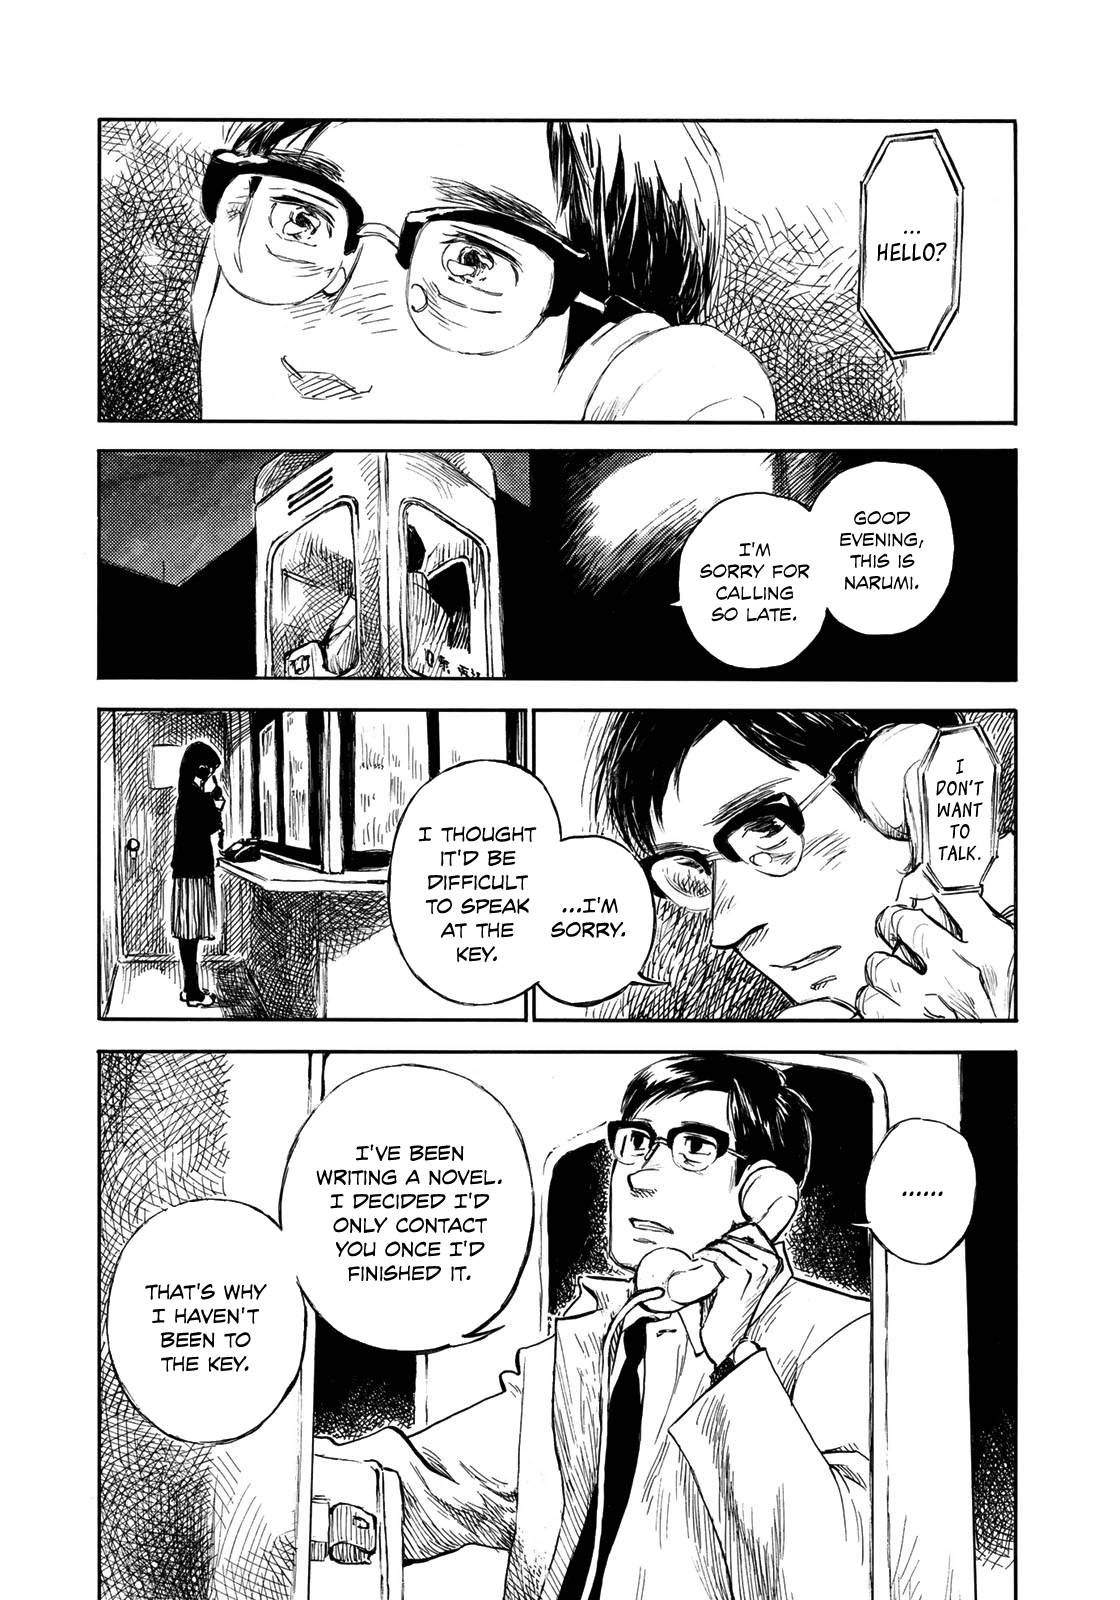 ...
HELLO?
GOOD
EVENING,
THIS IS
NARUMI.
I'M
SORRY FOR
CALLING
SO LATE.
I
DON'T
WANT
TO
TALK.
...I'M
SORRY.
I THOUGHT
IT'D BE
DIFFICULT
TO SPEAK
AT THE
KEY.
......
I'VE BEEN
WRITING A NOVEL.
I DECIDED I'D
ONLY CONTACT
YOU ONCE I'D
FINISHED IT.
THAT'S WHY
I HAVEN'T
BEEN TO
THE KEY.